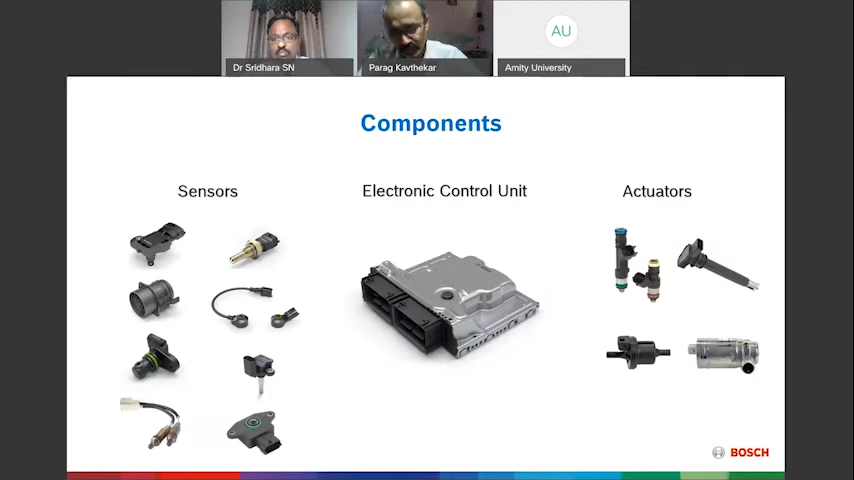 AU
Dr Sridhara SN
Parag Kavthekar
Amity University
Components
Sensors
Electronic Control Unit
Actuators
BOSCH